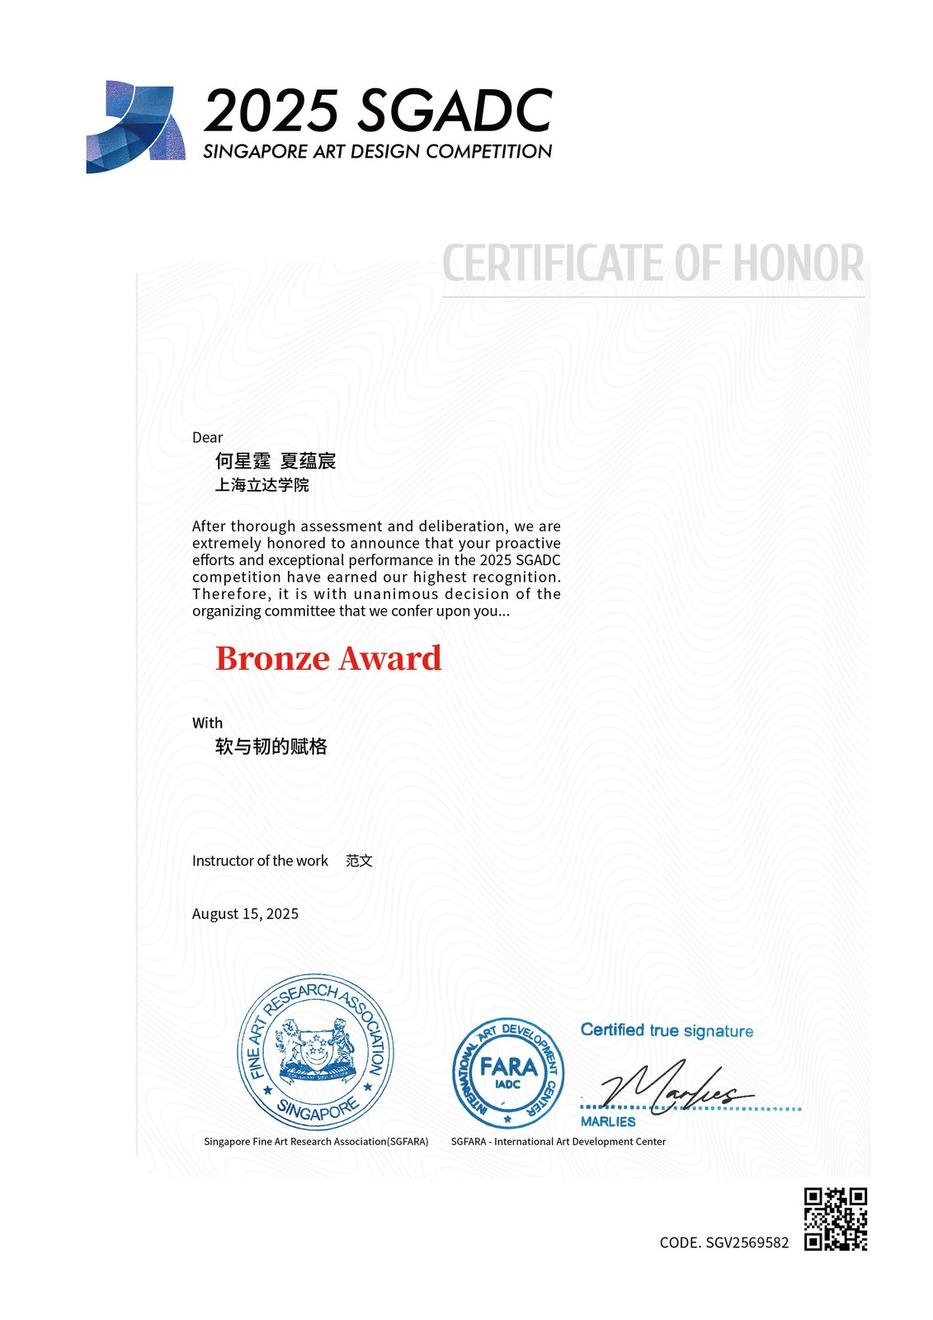 2025 SGADC
SINGAPORE ART DESIGN COMPETITION
CERTIFICATE OF HONOR
Dear
何星霆 夏蕴宸
上海立达学院
After thorough assessment and deliberation, we are
extremely honored to announce that your proactive
efforts and exceptional performance in the 2025 SGADC
competition have earned our highest recognition.
Therefore, it is with unanimous decision of the
organizing committee that we confer upon you...
Bronze Award
With
软与韧的赋格
Instructor of the work 范文
August 15, 2025
FINE ART RESEARCH ASSOCIATION
SINGAPORE
INTERNATIONAL ART DEVELOPMENT CENTER
FARA
IADC
Certified true signature
Marlies
MARLIES
Singapore Fine Art Research Association(SGFARA)
SGFARA - International Art Development Center
CODE. SGV2569582